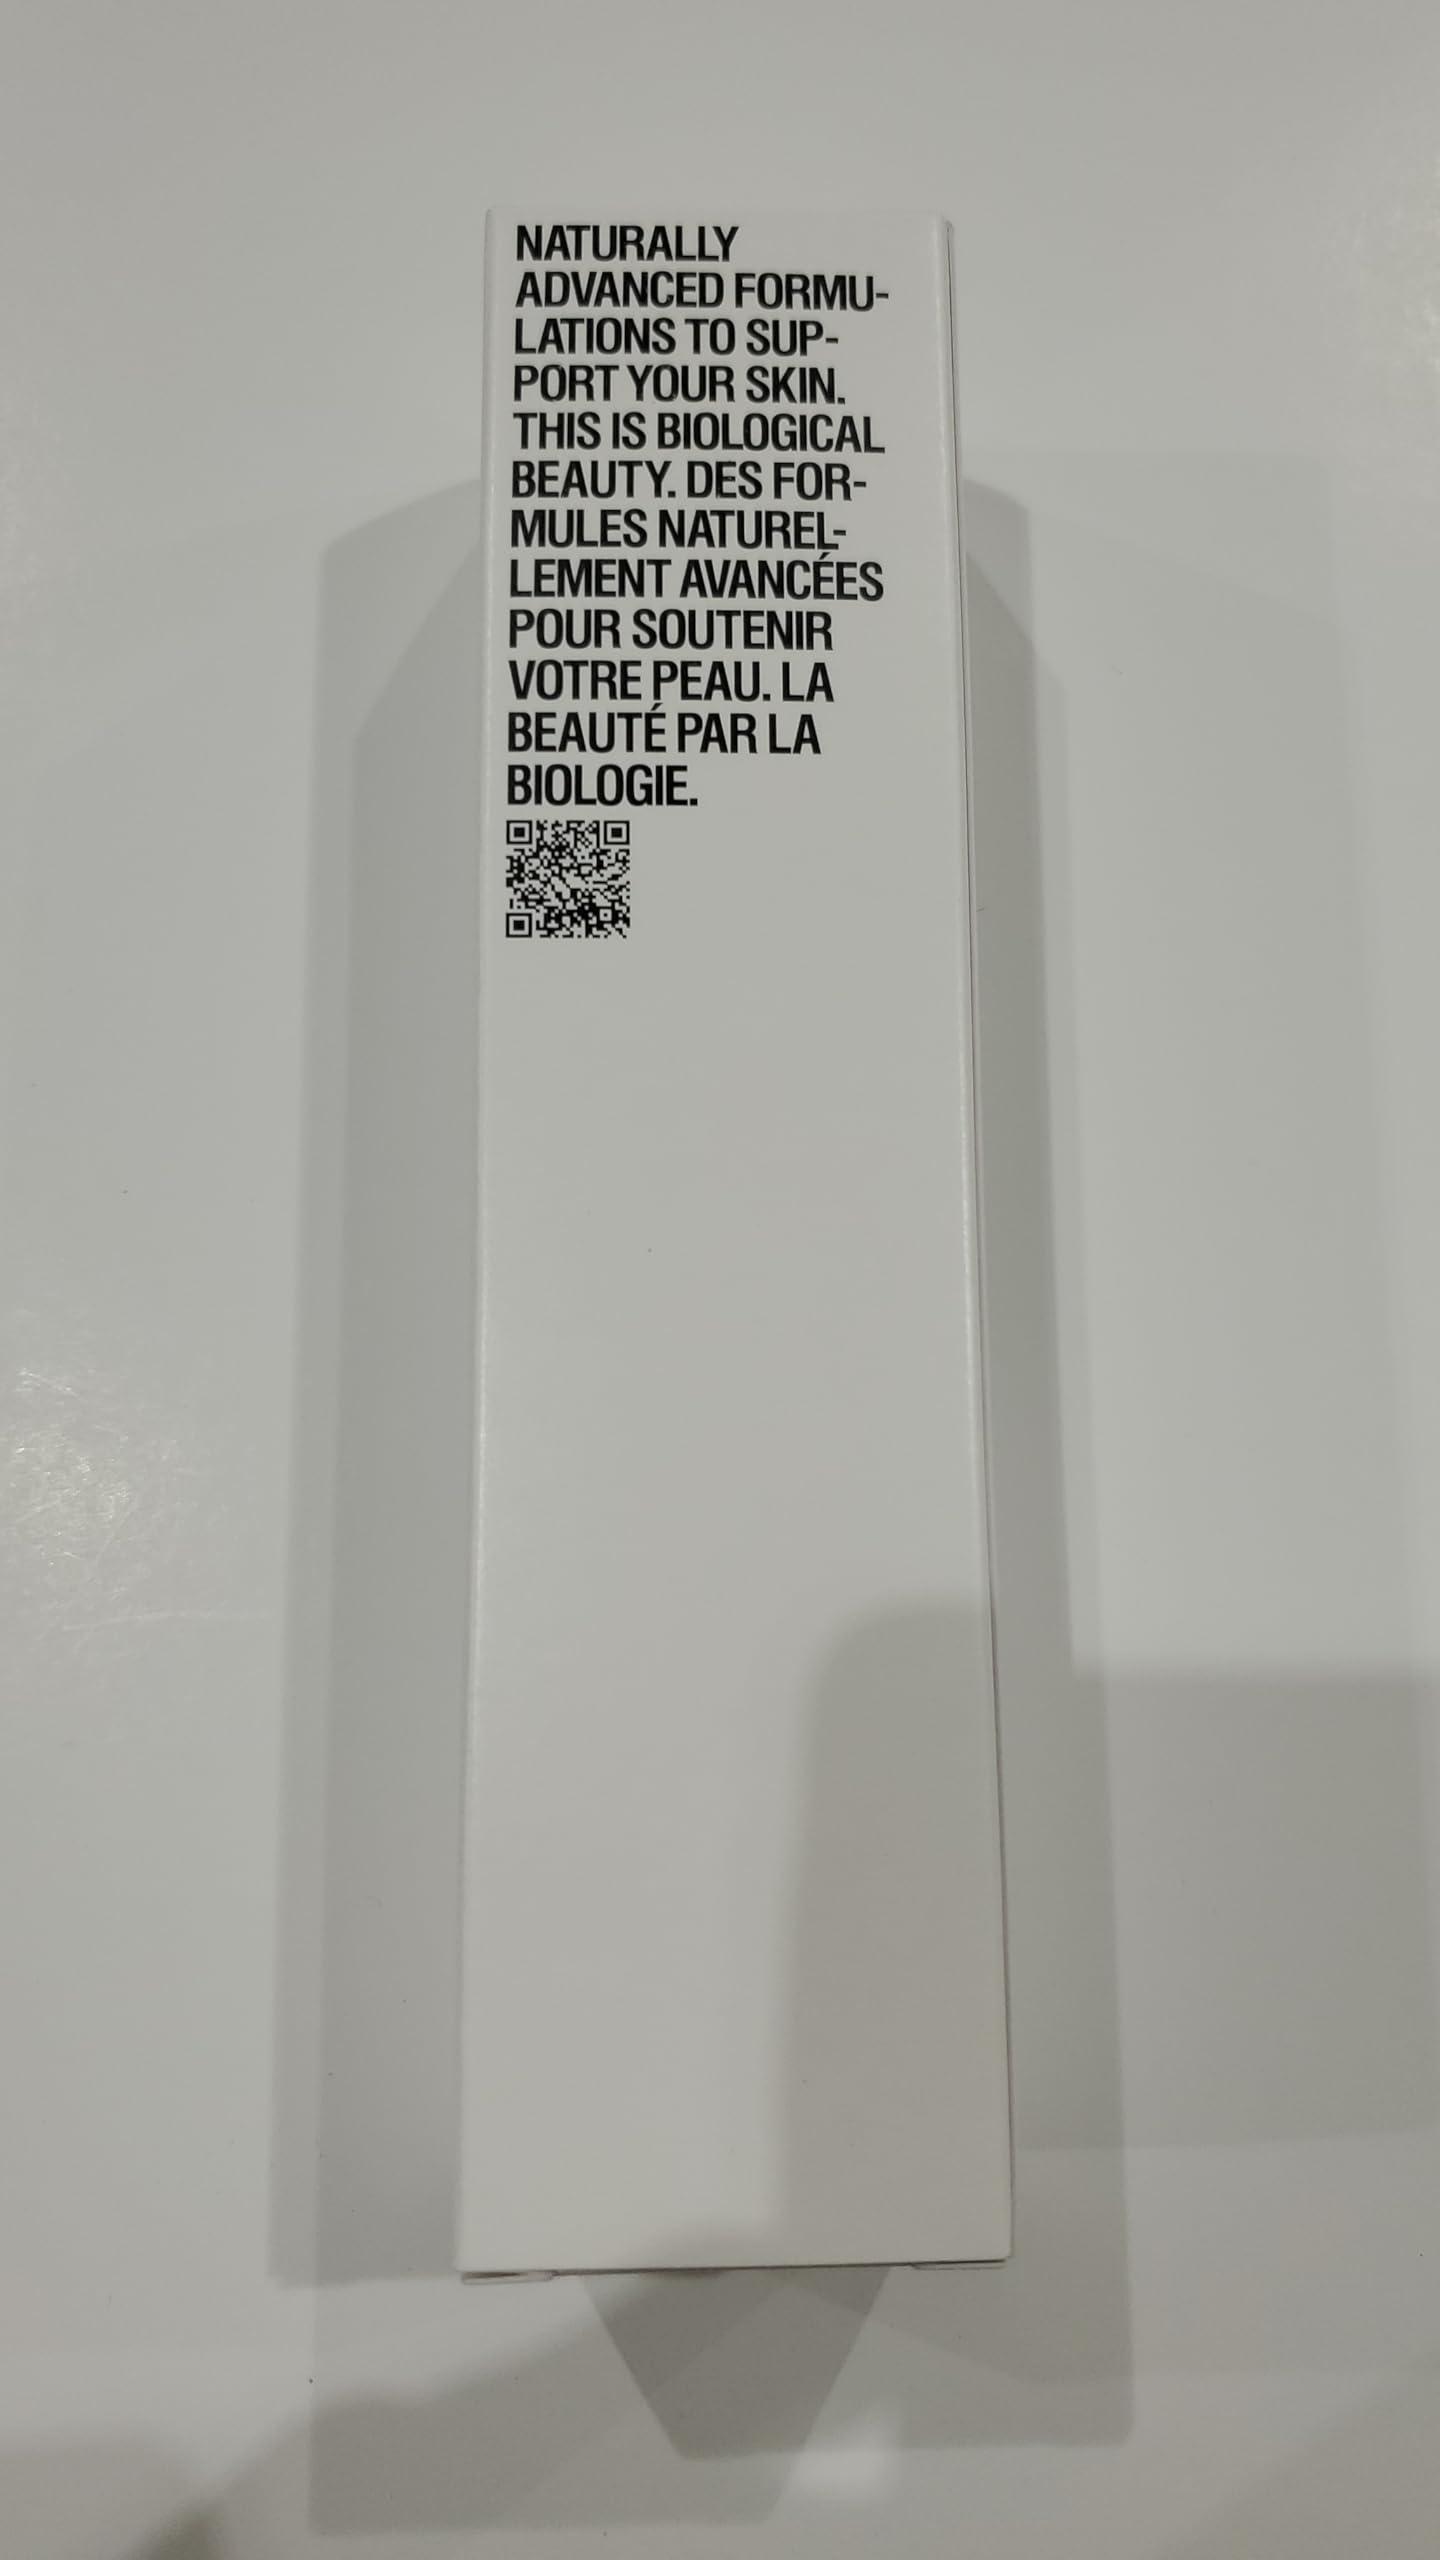 NATURALLY
ADVANCED FORMU-
LATIONS TO SUP-
PORT YOUR SKIN.
THIS IS BIOLOGICAL
BEAUTY. DES FOR-
MULES NATUREL-
LEMENT AVANCÉES
POUR SOUTENIR
VOTRE PEAU. LA
BEAUTÉ PAR LA
BIOLOGIE.